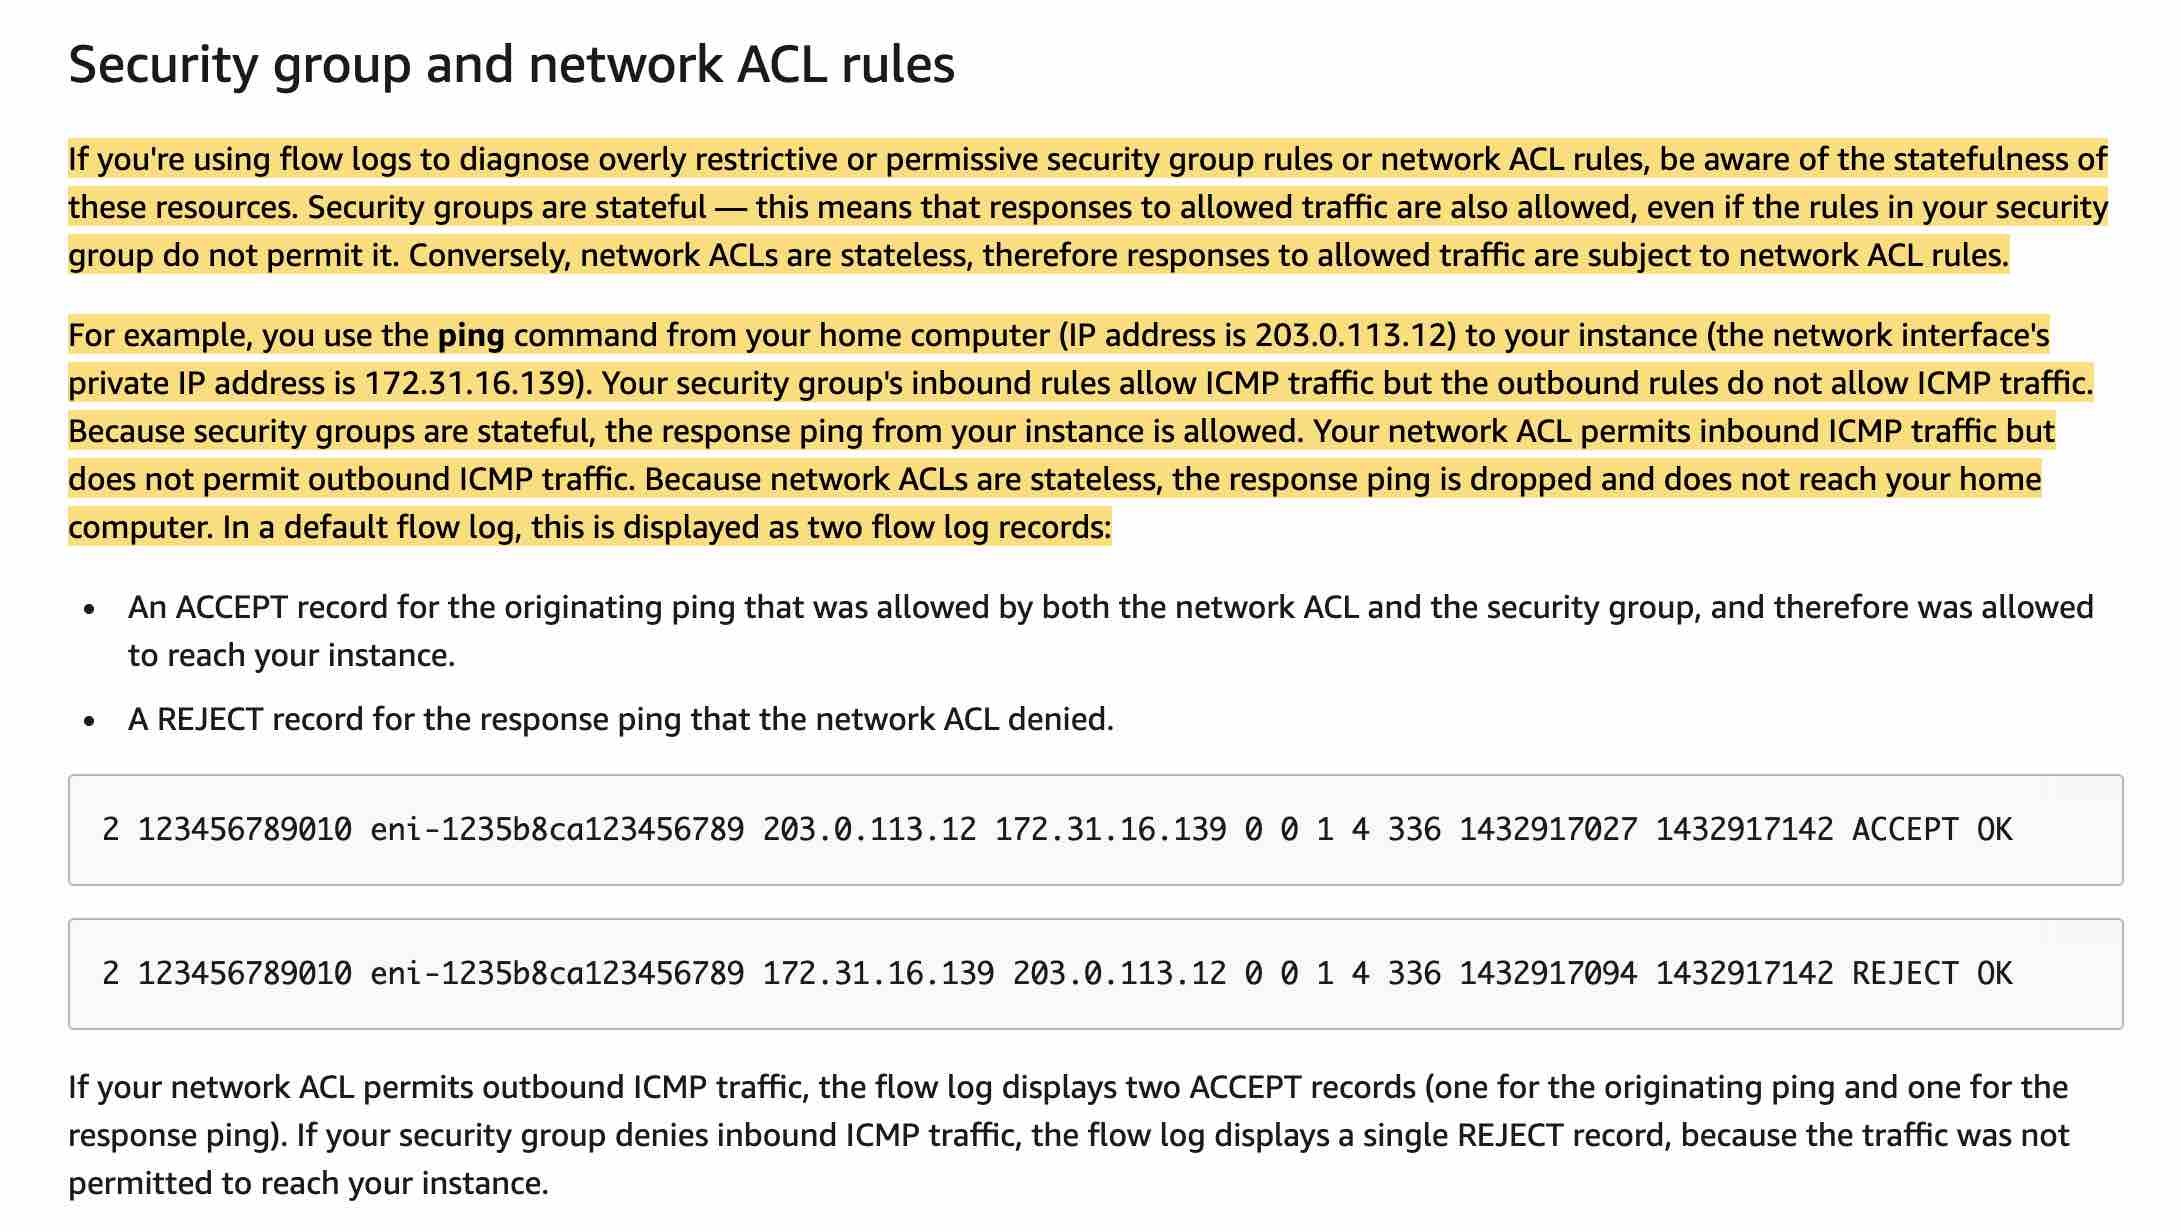 Security group and network ACL rules
If you're using flow logs to diagnose overly restrictive or permissive security group rules or network ACL rules, be aware of the statefulness of
these resources. Security groups are stateful — this means that responses to allowed traffic are also allowed, even if the rules in your security
group do not permit it. Conversely, network ACLs are stateless, therefore responses to allowed traffic are subject to network ACL rules.
For example, you use the ping command from your home computer (IP address is 203.0.113.12) to your instance (the network interface's
private IP address is 172.31.16.139). Your security group's inbound rules allow ICMP traffic but the outbound rules do not allow ICMP traffic.
Because security groups are stateful, the response ping from your instance is allowed. Your network ACL permits inbound ICMP traffic but
does not permit outbound ICMP traffic. Because network ACLs are stateless, the response ping is dropped and does not reach your home
computer. In a default flow log, this is displayed as two flow log records:
• An ACCEPT record for the originating ping that was allowed by both the network ACL and the security group, and therefore was allowed
to reach your instance.
• A REJECT record for the response ping that the network ACL denied.
2 123456789010 eni-1235b8ca123456789 203.0.113.12 172.31.16.139 0 0 1 4 336 1432917027 1432917142 ACCEPT OK
2 123456789010 eni-1235b8ca123456789 172.31.16.139 203.0.113.12 0 0 1 4 336 1432917094 1432917142 REJECT OK
If your network ACL permits outbound ICMP traffic, the flow log displays two ACCEPT records (one for the originating ping and one for the
response ping). If your security group denies inbound ICMP traffic, the flow log displays a single REJECT record, because the traffic was not
permitted to reach your instance.